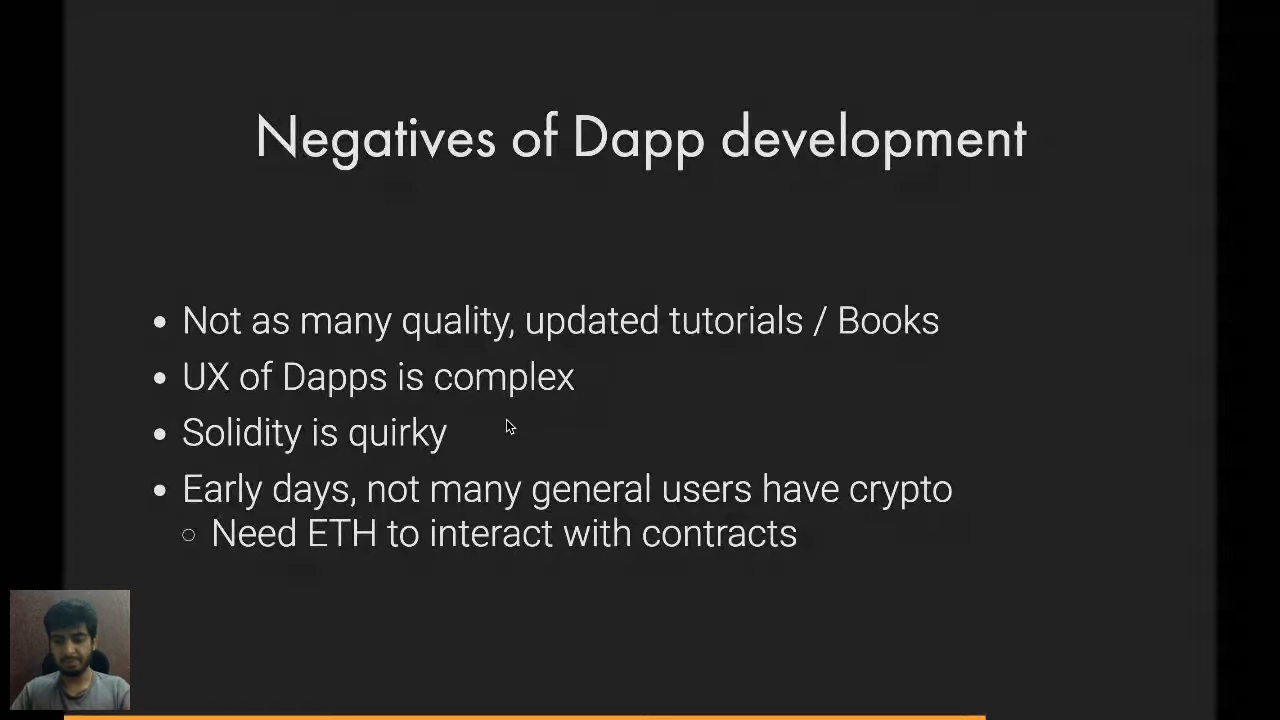 Negatives of Dapp development
Not as many quality, updated tutorials / Books
UX of Dapps is complex
Solidity is quirky
Early days, not many general users have crypto
Need ETH to interact with contracts